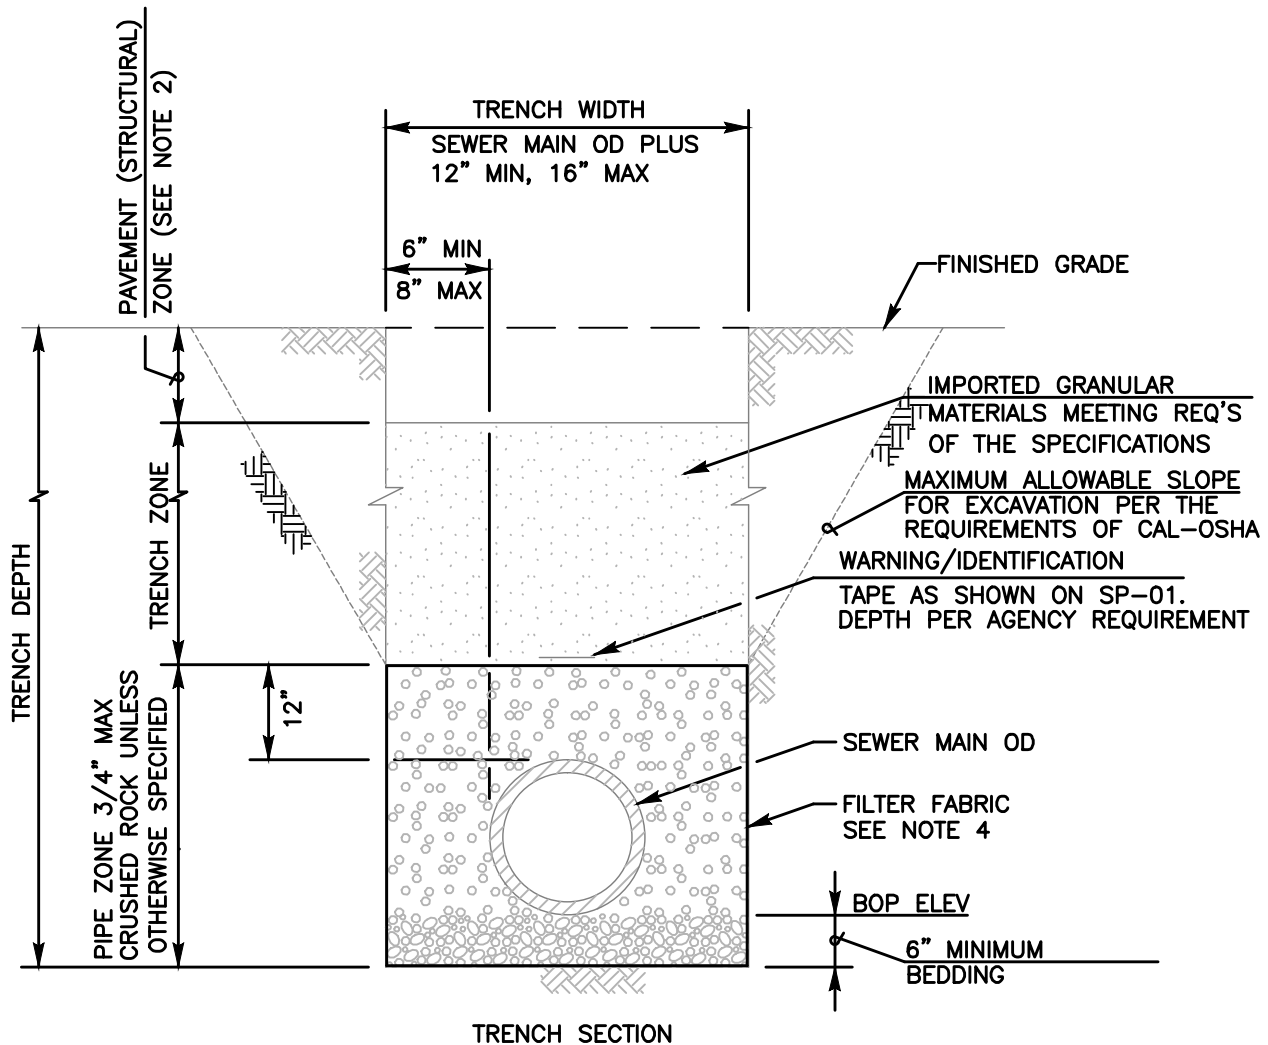 PAVEMENT (STRUCTURAL)
ZONE (SEE NOTE 2)
TRENCH WIDTH
SEWER MAIN OD PLUS
12" MIN, 16" MAX
6" MIN
8" MAX
FINISHED GRADE
IMPORTED GRANULAR
MATERIALS MEETING REQ'S
OF THE SPECIFICATIONS
MAXIMUM ALLOWABLE SLOPE
FOR EXCAVATION PER THE
REQUIREMENTS OF CAL-OSHA
WARNING/IDENTIFICATION
TAPE AS SHOWN ON SP-01.
DEPTH PER AGENCY REQUIREMENT
TRENCH DEPTH
TRENCH ZONE
12"
PIPE ZONE 3/4" MAX
CRUSHED ROCK UNLESS
OTHERWISE SPECIFIED
SEWER MAIN OD
FILTER FABRIC
SEE NOTE 4
BOP ELEV
6" MINIMUM
BEDDING
TRENCH SECTION